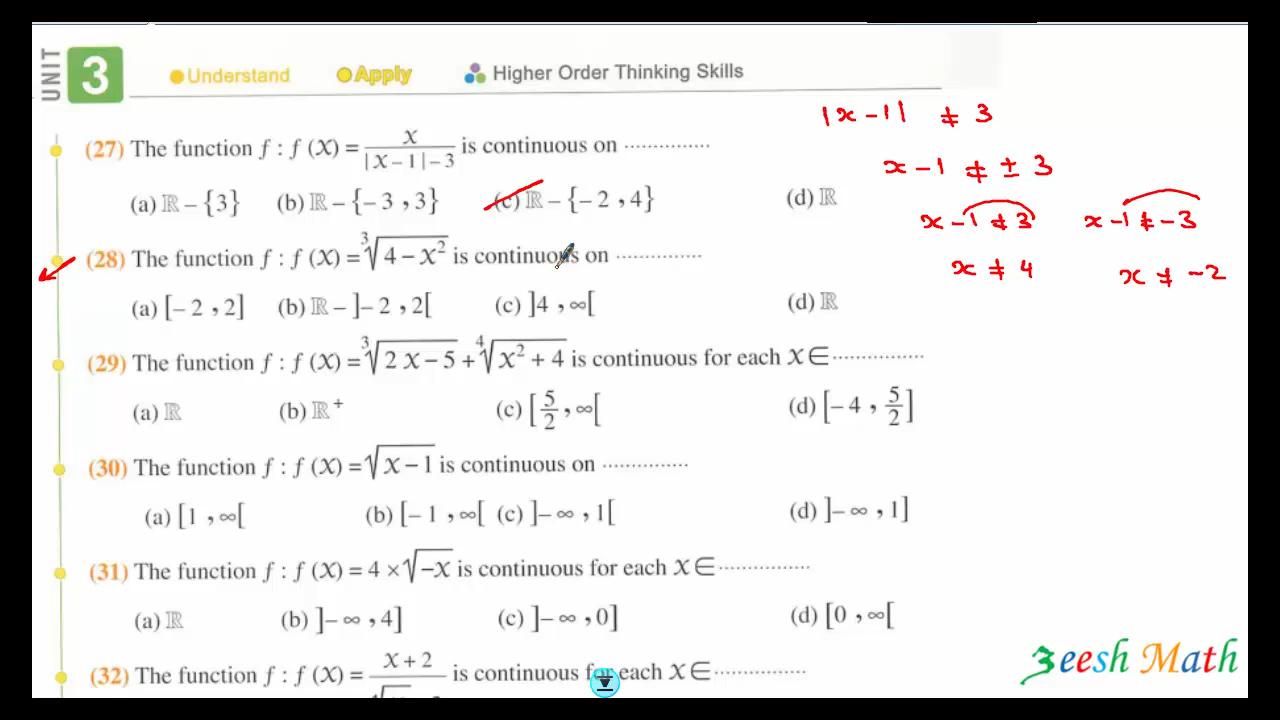 UNIT 3 Understand Apply Higher Order Thinking Skills
|x - 1| ≠ 3
x - 1 ≠ ± 3
x - 1 ≠ 3 x - 1 ≠ -3
x ≠ 4 x ≠ -2
(27) The function f : f (X) = X / (|X - 1| - 3) is continuous on ...............
(a) ℝ - {3} (b) ℝ - {-3 , 3} (c) ℝ - {-2 , 4} (d) ℝ
(28) The function f : f (X) = ∛(4 - X²) is continuous on ...............
(a) [-2 , 2] (b) ℝ - ]-2 , 2[ (c) ]4 , ∞[ (d) ℝ
(29) The function f : f (X) = ∛(2 X - 5) + ∜(X² + 4) is continuous for each X ∈ ................
(a) ℝ (b) ℝ⁺ (c) [5/2 , ∞[ (d) [-4 , 5/2]
(30) The function f : f (X) = √(X - 1) is continuous on ...............
(a) [1 , ∞[ (b) [-1 , ∞[ (c) ]-∞ , 1[ (d) ]-∞ , 1]
(31) The function f : f (X) = 4 × √(-X) is continuous for each X ∈ ................
(a) ℝ (b) ]-∞ , 4] (c) ]-∞ , 0] (d) [0 , ∞[
(32) The function f : f (X) = X + 2 is continuous for each X ∈ ................
Zeesh Math